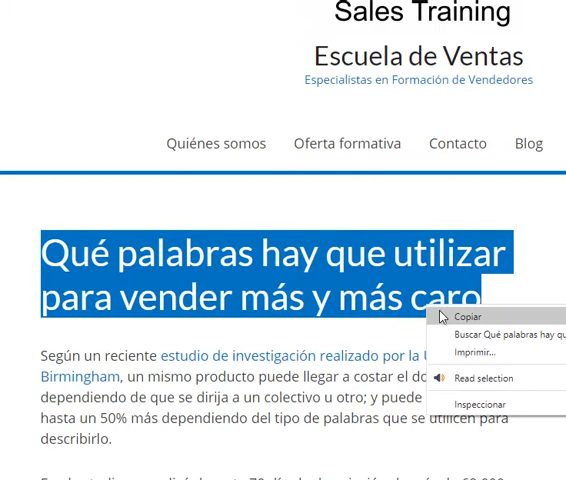 Sales Training
Escuela de Ventas
Especialistas en Formación de Vendedores
Quiénes somos Oferta formativa Contacto Blog
Qué palabras hay que utilizar
para vender más y más caro
Copiar
Buscar Qué palabras hay
Imprimir...
Read selection
Inspeccionar
Según un reciente estudio de investigación realizado por la
Birmingham, un mismo producto puede llegar a costar el
dependiendo de que se dirija a un colectivo u otro; y puede
hasta un 50% más dependiendo del tipo de palabras que se utilicen para
describirlo.